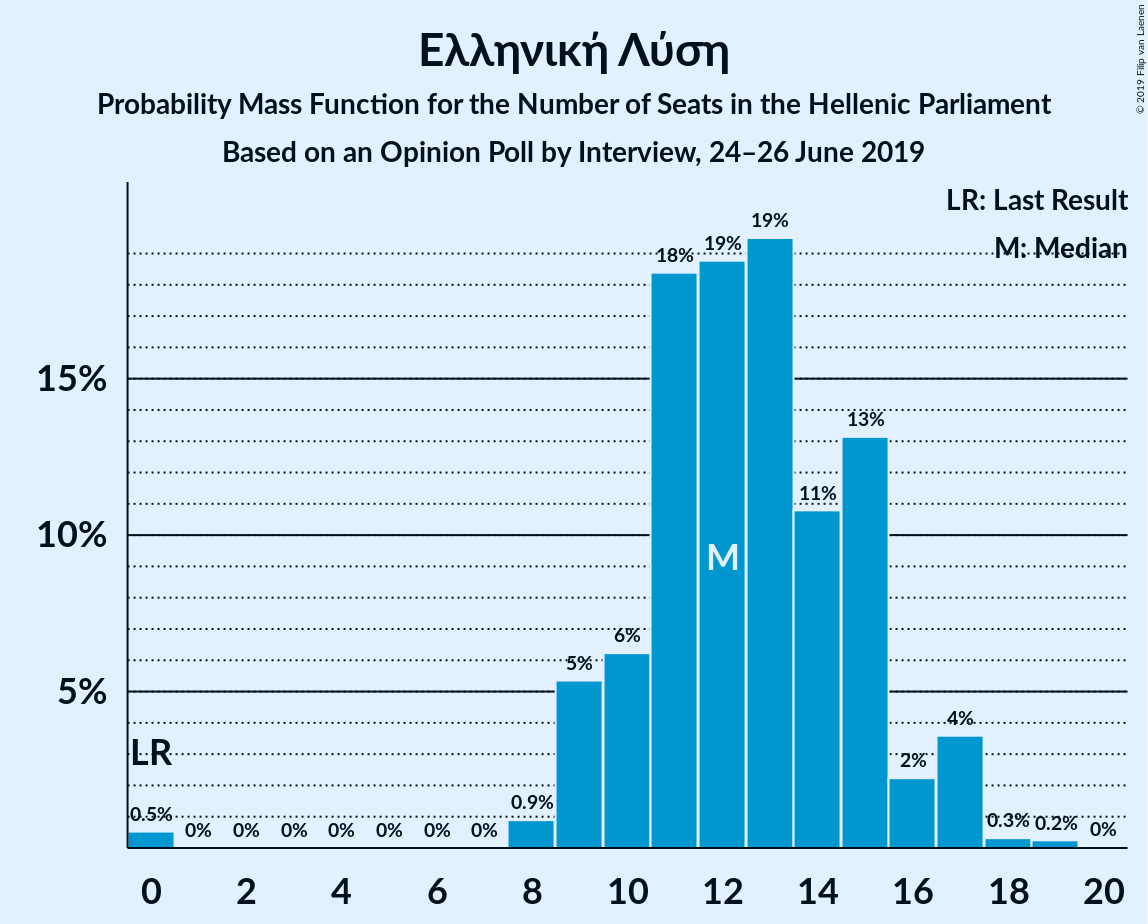 Ελληνική Λύση
Probability Mass Function for the Number of Seats in the Hellenic Parliament
Based on an Opinion Poll by Interview, 24–26 June 2019
© 2019 Filip van Laenen
LR: Last Result
M: Median
15%
10%
5%
LR
M
0.5%
0%
0%
0%
0%
0%
0%
0%
0.9%
5%
6%
18%
19%
19%
11%
13%
2%
4%
0.3%
0.2%
0%
0 2 4 6 8 10 12 14 16 18 20